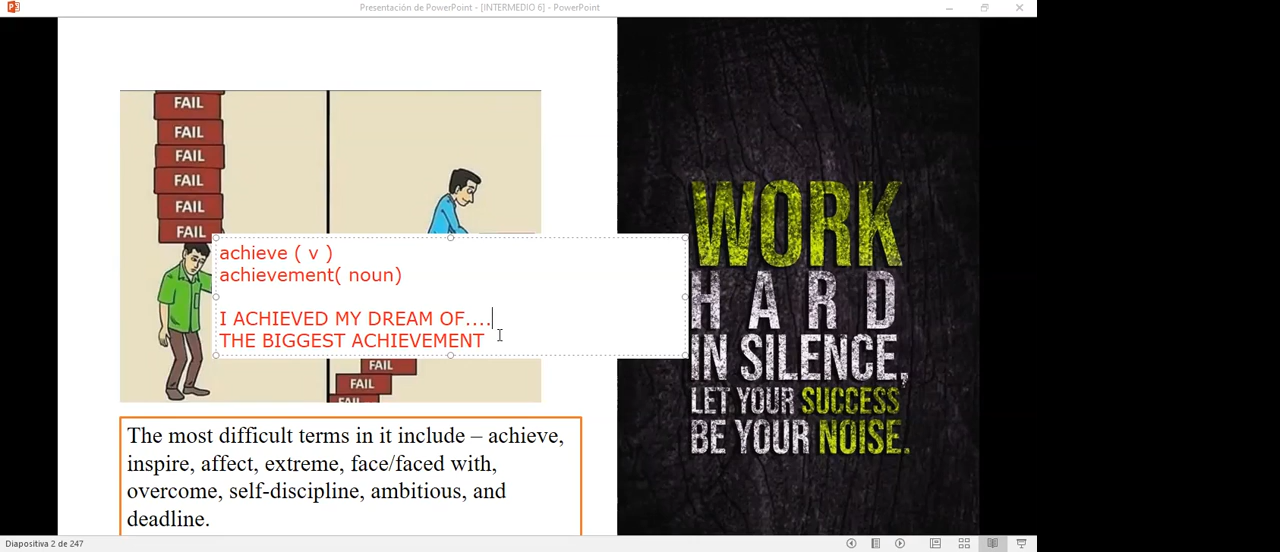 Presentación de PowerPoint - [INTERMEDIO 6] - PowerPoint
FAIL
FAIL
FAIL
FAIL
FAIL
FAIL
achieve ( v )
achievement( noun)
I ACHIEVED MY DREAM OF....
THE BIGGEST ACHIEVEMENT
FAIL
FAIL
FAIL
The most difficult terms in it include – achieve,
inspire, affect, extreme, face/faced with,
overcome, self-discipline, ambitious, and
deadline.
WORK
HARD
IN SILENCE,
LET YOUR SUCCESS
BE YOUR NOISE.
Diapositiva 2 de 247